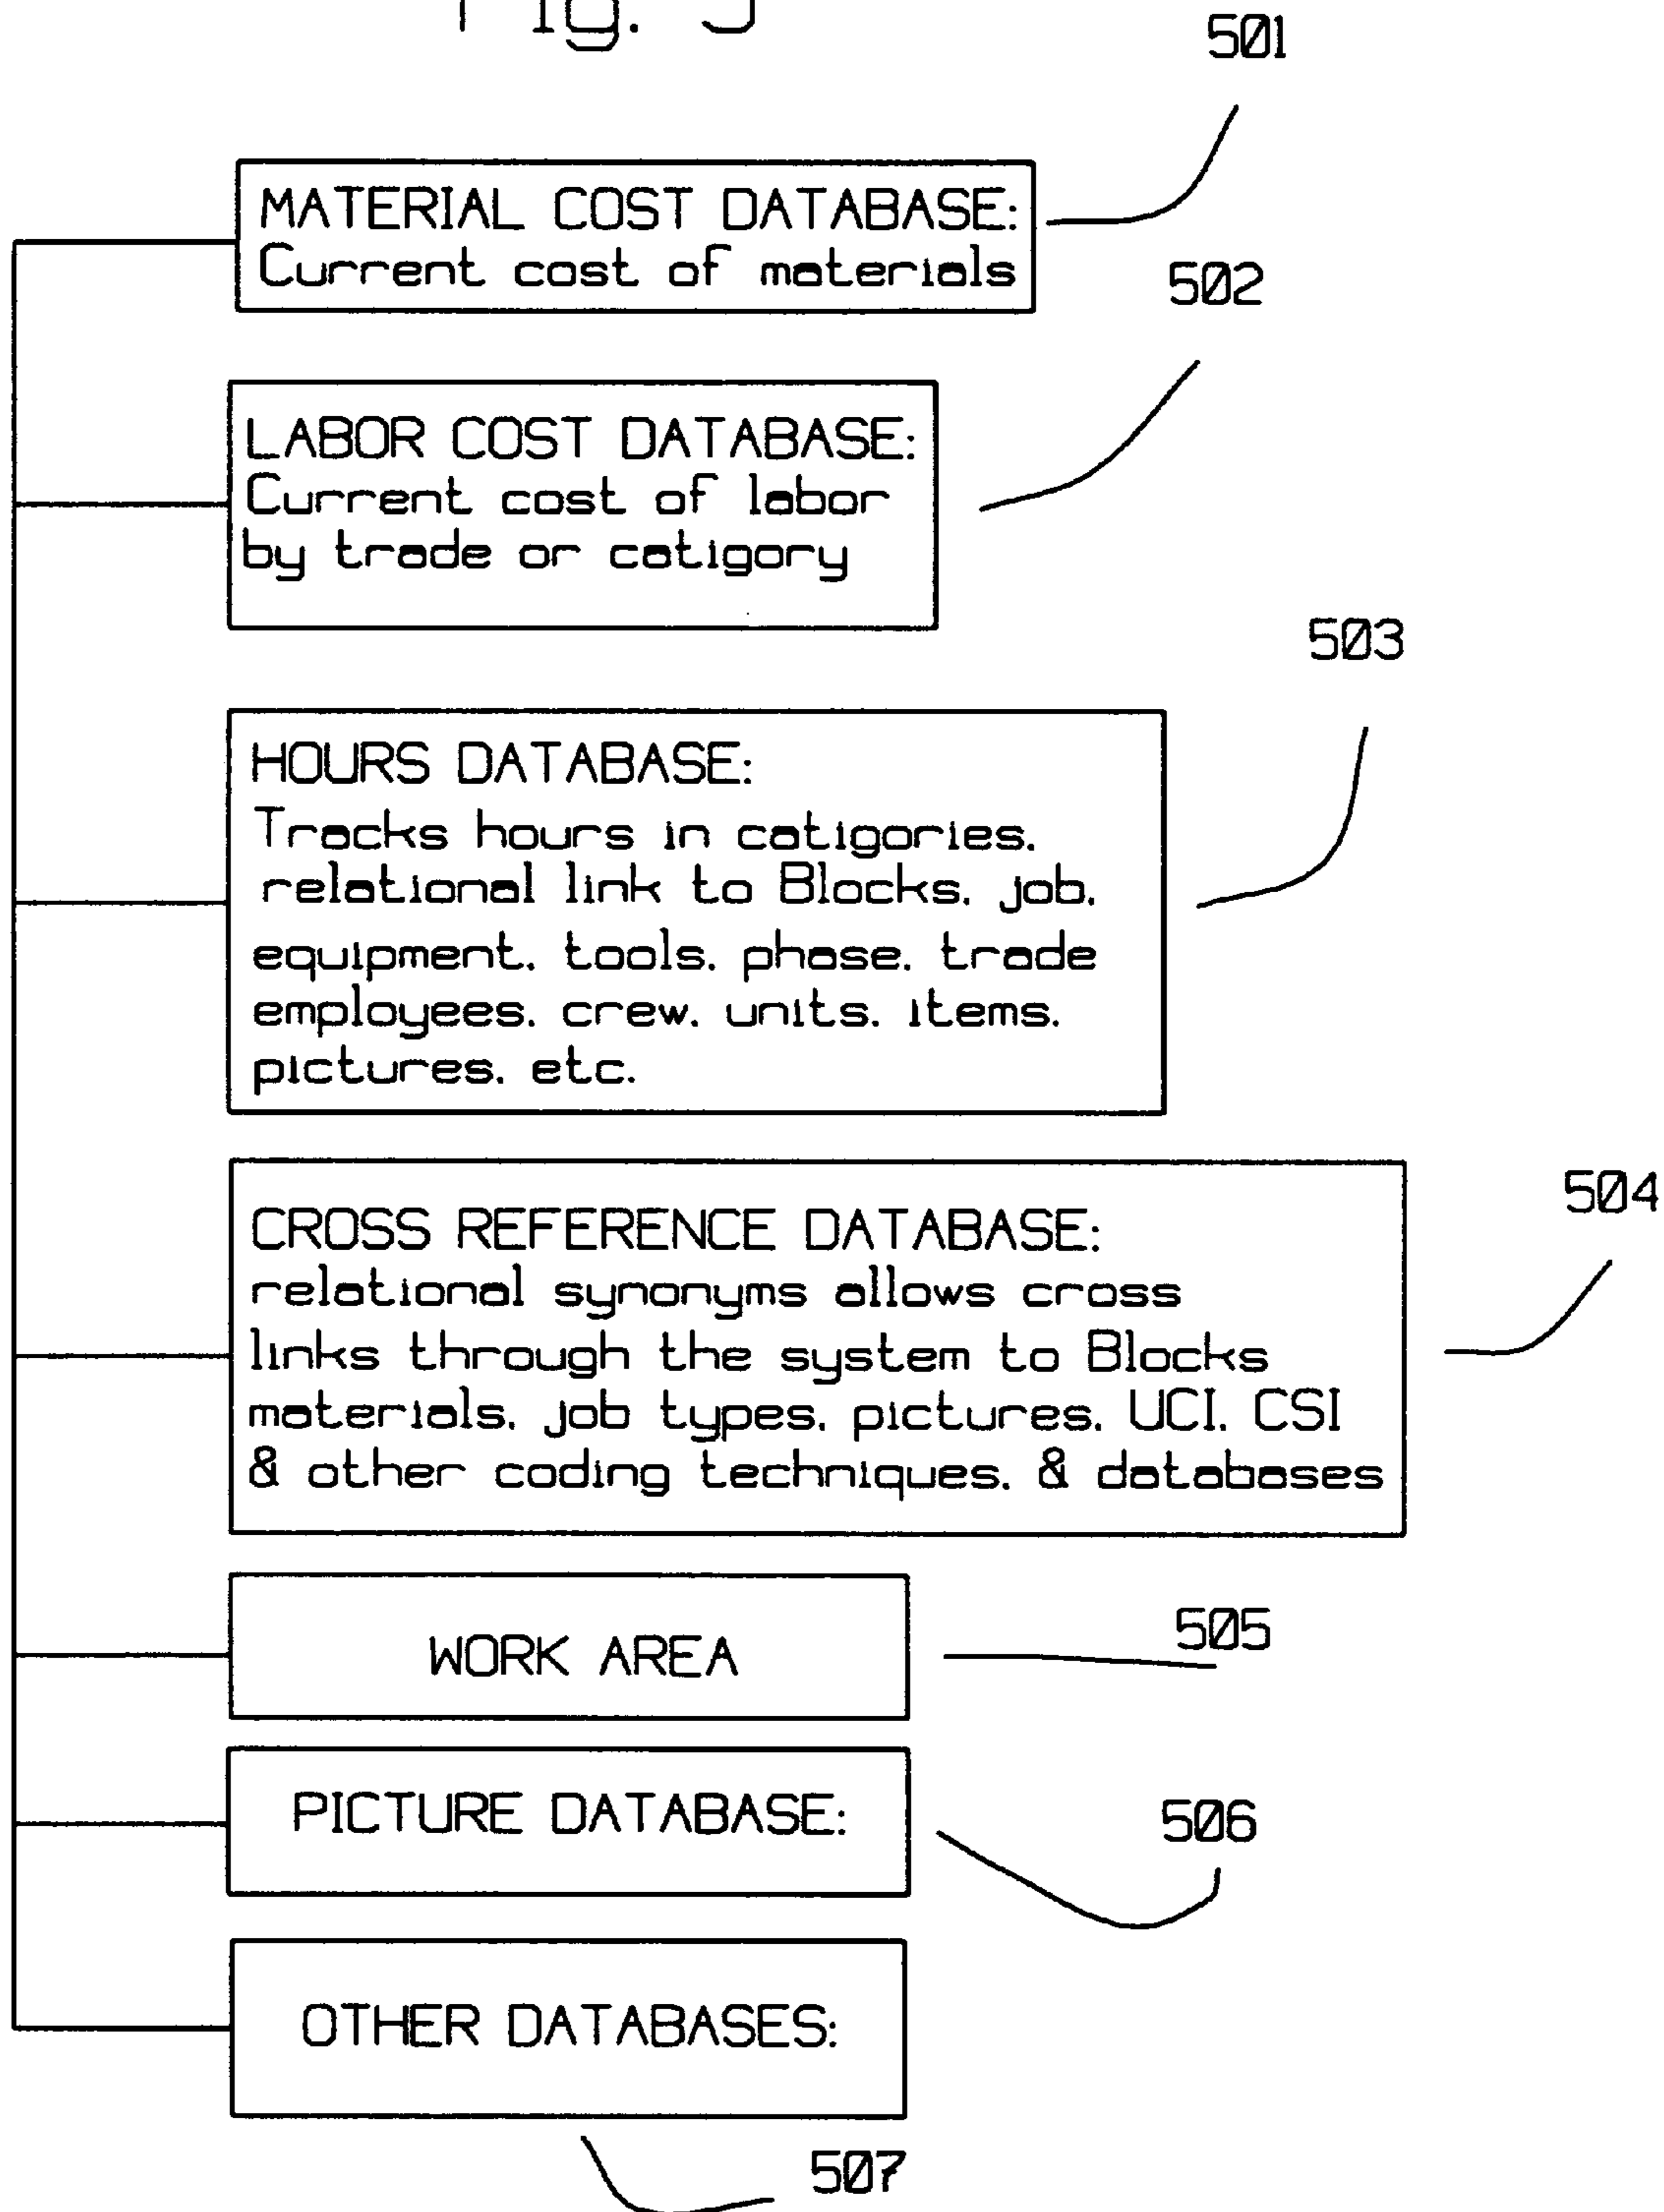 Fig. 5
501
MATERIAL COST DATABASE:
Current cost of materials
502
LABOR COST DATABASE:
Current cost of labor
by trade or catigory
503
HOURS DATABASE:
Tracks hours in catigories,
relational link to Blocks, job,
equipment, tools, phase, trade
employees, crew, units, items,
pictures, etc.
504
CROSS REFERENCE DATABASE:
relational synonyms allows cross
links through the system to Blocks
materials, job types, pictures, UCI, CSI
& other coding techniques, & databases
505
WORK AREA
506
PICTURE DATABASE:
OTHER DATABASES:
507